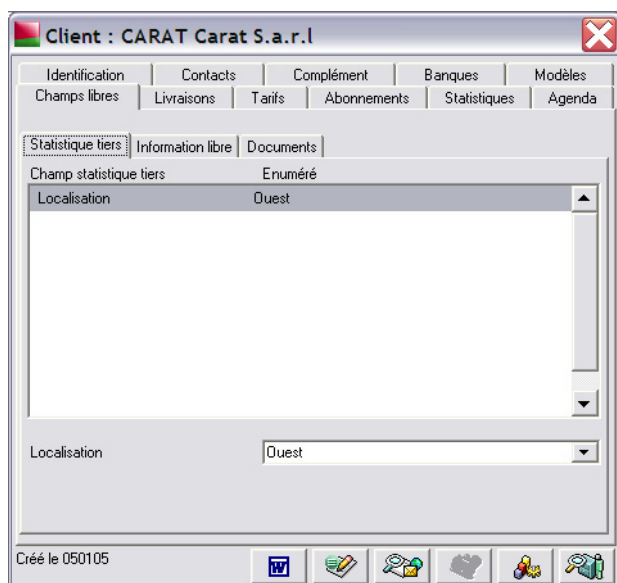 Client : CARAT Carat S.a.r.l
Identification Contacts Complément Banques Modèles
Champs libres Livraisons Tarifs Abonnements Statistiques Agenda
Statistique tiers Information libre Documents
Champ statistique tiers Enuméré
Localisation Ouest
Localisation Ouest
Créé le 050105
W